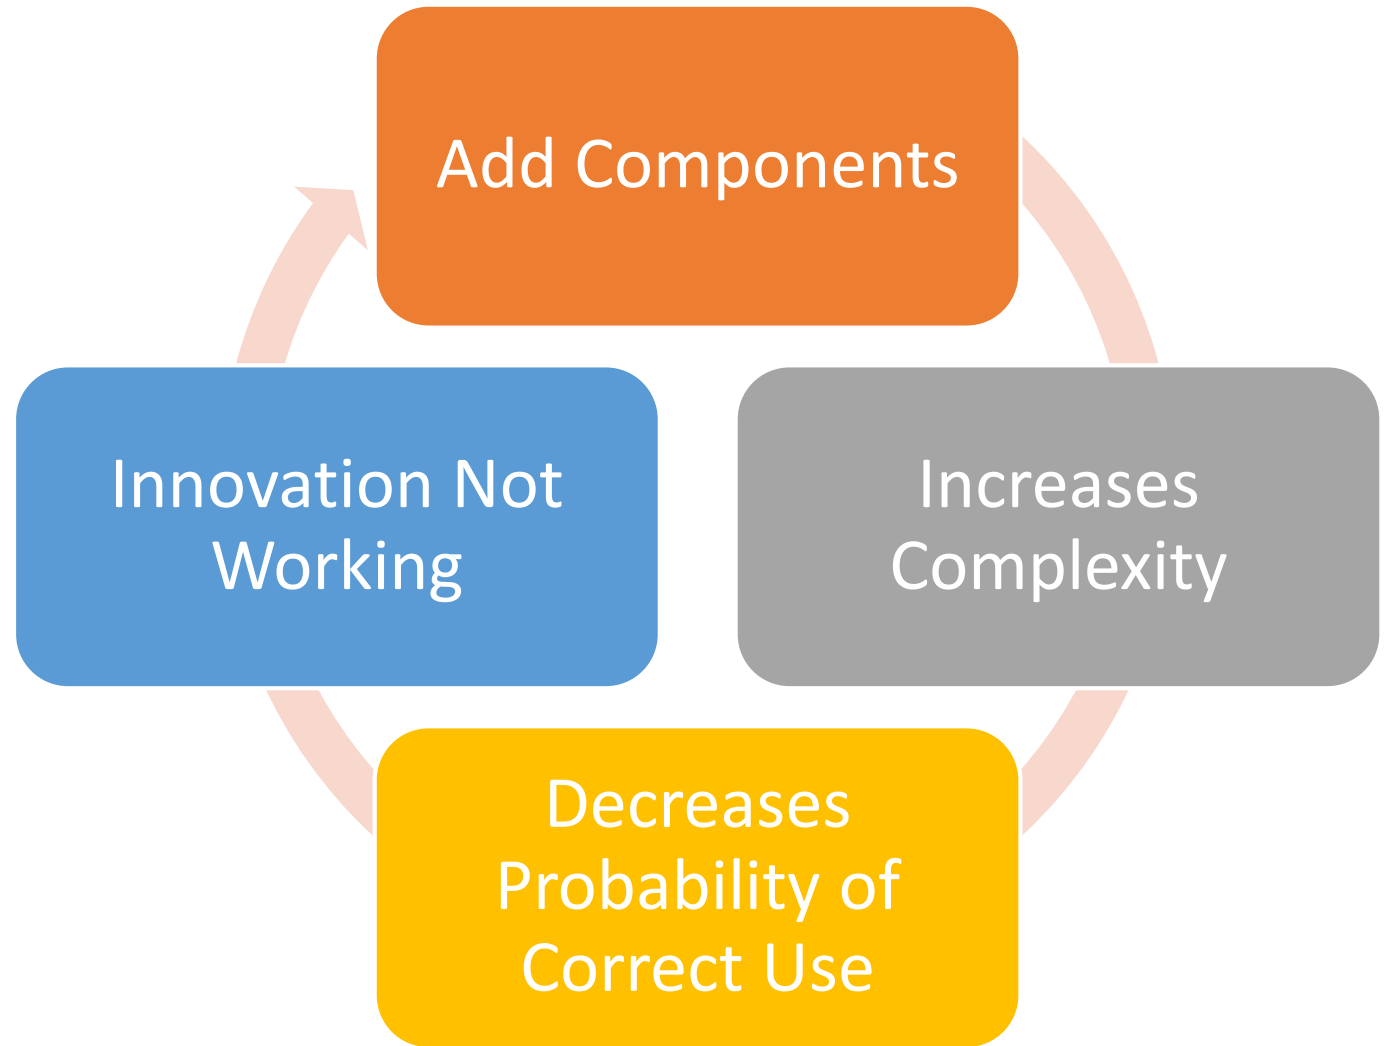 Add Components
Increases
Complexity
Decreases
Probability of
Correct Use
Innovation Not
Working